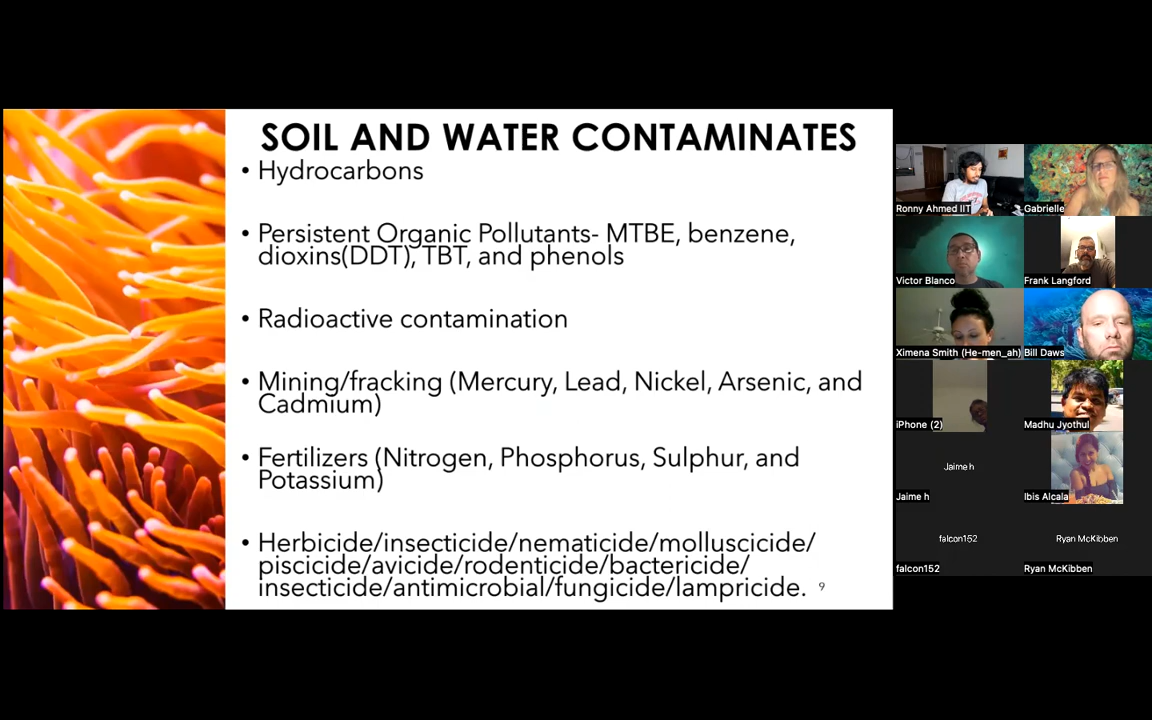 SOIL AND WATER CONTAMINATES
• Hydrocarbons
• Persistent Organic Pollutants- MTBE, benzene,
dioxins(DDT), TBT, and phenols
• Radioactive contamination
• Mining/fracking (Mercury, Lead, Nickel, Arsenic, and
Cadmium)
• Fertilizers (Nitrogen, Phosphorus, Sulphur, and
Potassium)
• Herbicide/insecticide/nematicide/molluscicide/
piscicide/avicide/rodenticide/bactericide/
insecticide/antimicrobial/fungicide/lampricide.
9
Ronny Ahmed IIT
Gabrielle
Victor Blanco
Frank Langford
Ximena Smith (He-men_ah)
Bill Daws
iPhone (2)
Madhu Jyothul
Jaime h
Jaime h
Ibis Alcala
falcon152
Ryan McKibben
falcon152
Ryan McKibben